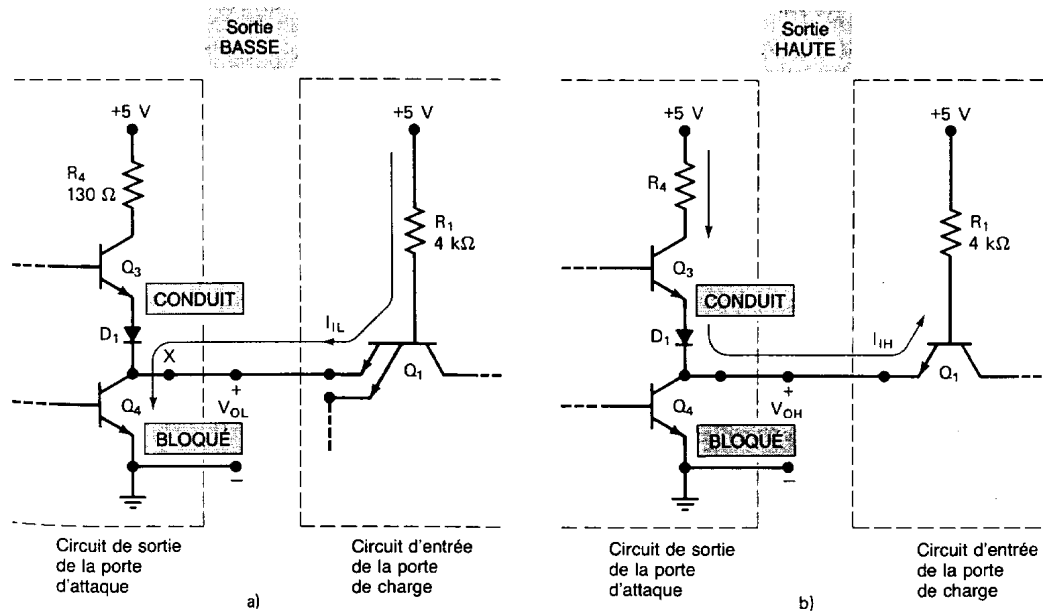 Sortie
BASSE
+5 V
R4
130 Ω
Q3
CONDUIT
D1
X
IIL
Q4
+
VOL
BLOQUÉ
−
+5 V
R1
4 kΩ
Q1
Circuit de sortie
de la porte
d'attaque
Circuit d'entrée
de la porte
de charge
a)
Sortie
HAUTE
+5 V
R4
Q3
CONDUIT
D1
IIH
Q4
+
VOH
BLOQUÉ
−
+5 V
R1
4 kΩ
Q1
Circuit de sortie
de la porte
d'attaque
Circuit d'entrée
de la porte
de charge
b)